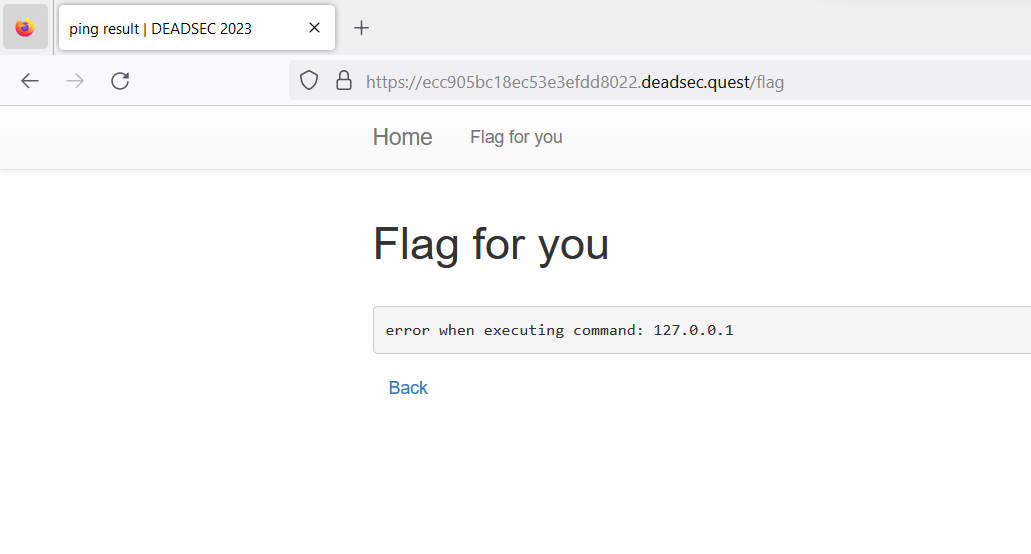 ping result | DEADSEC 2023
https://ecc905bc18ec53e3efdd8022.deadsec.quest/flag
Home Flag for you
Flag for you
error when executing command: 127.0.0.1
Back